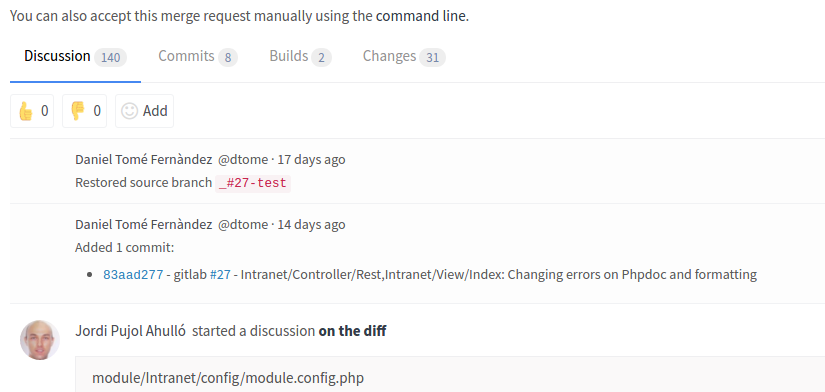 You can also accept this merge request manually using the command line.
Discussion 140 Commits 8 Builds 2 Changes 31
0 0 Add
Daniel Tomé Fernàndez @dtome · 17 days ago
Restored source branch _#27-test
Daniel Tomé Fernàndez @dtome · 14 days ago
Added 1 commit:
• 83aad277 - gitlab #27 - Intranet/Controller/Rest,Intranet/View/Index: Changing errors on Phpdoc and formatting
Jordi Pujol Ahulló started a discussion on the diff
module/Intranet/config/module.config.php